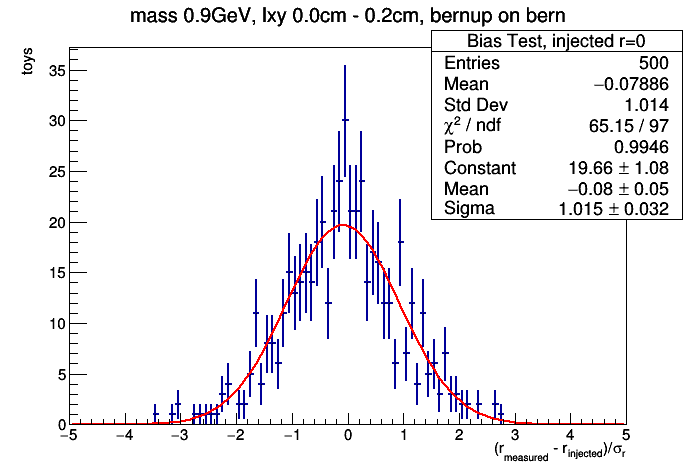 mass 0.9GeV, lxy 0.0cm - 0.2cm, bernup on bern
Bias Test, injected r=0
Entries 500
Mean −0.07886
Std Dev 1.014
χ² / ndf 65.15 / 97
Prob 0.9946
Constant 19.66 ± 1.08
Mean −0.08 ± 0.05
Sigma 1.015 ± 0.032
toys
35
30
25
20
15
10
5
0
−5 −4 −3 −2 −1 0 1 2 3 4 5
(r_measured - r_injected)/σ_r